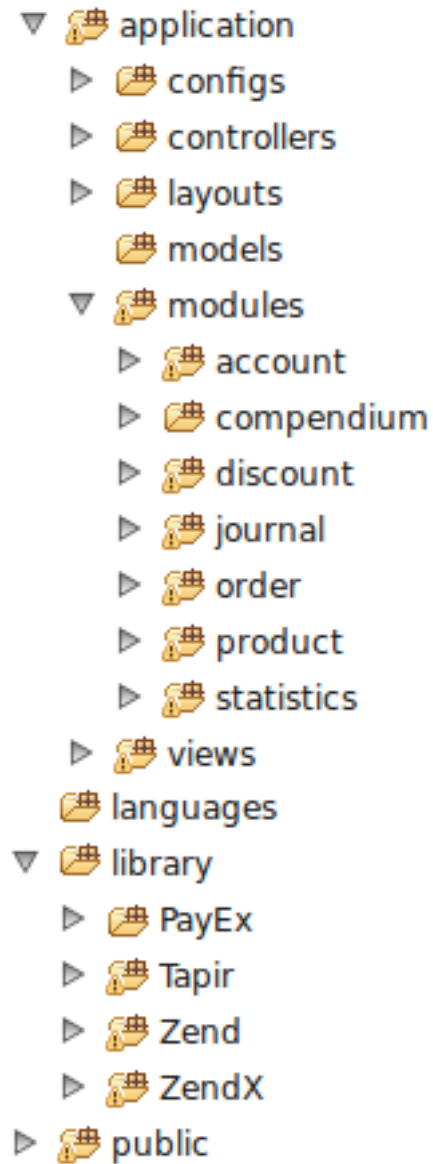 application
configs
controllers
layouts
models
modules
account
compendium
discount
journal
order
product
statistics
views
languages
library
PayEx
Tapir
Zend
ZendX
public